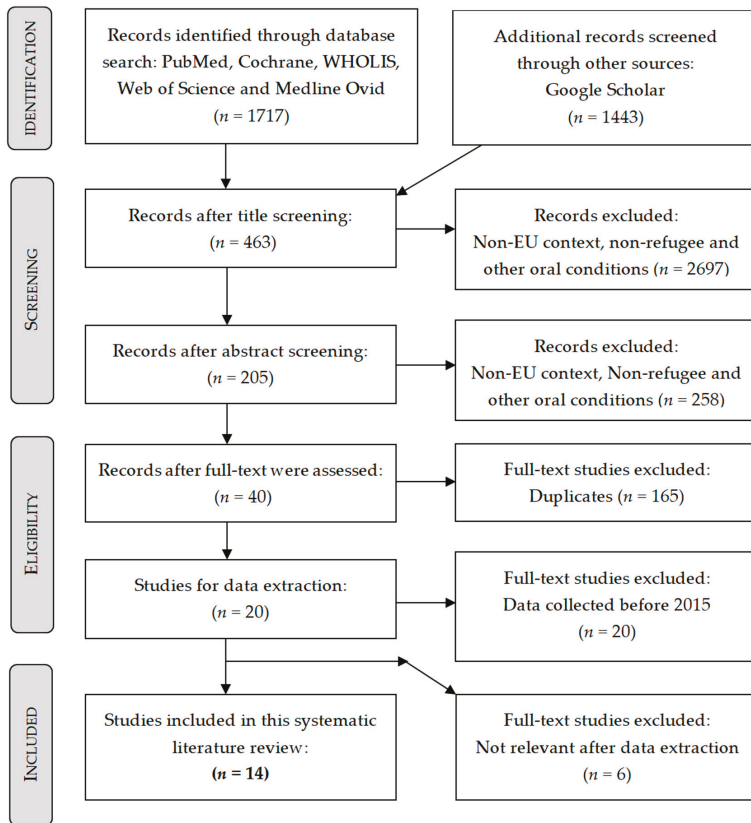 IDENTIFICATION
Records identified through database
search: PubMed, Cochrane, WHOLIS,
Web of Science and Medline Ovid
(n = 1717)
Additional records screened
through other sources:
Google Scholar
(n = 1443)
SCREENING
Records after title screening:
(n = 463)
Records excluded:
Non-EU context, non-refugee and
other oral conditions (n = 2697)
Records after abstract screening:
(n = 205)
Records excluded:
Non-EU context, Non-refugee and
other oral conditions (n = 258)
ELIGIBILITY
Records after full-text were assessed:
(n = 40)
Full-text studies excluded:
Duplicates (n = 165)
Studies for data extraction:
(n = 20)
Full-text studies excluded:
Data collected before 2015
(n = 20)
INCLUDED
Studies included in this systematic
literature review:
(n = 14)
Full-text studies excluded:
Not relevant after data extraction
(n = 6)